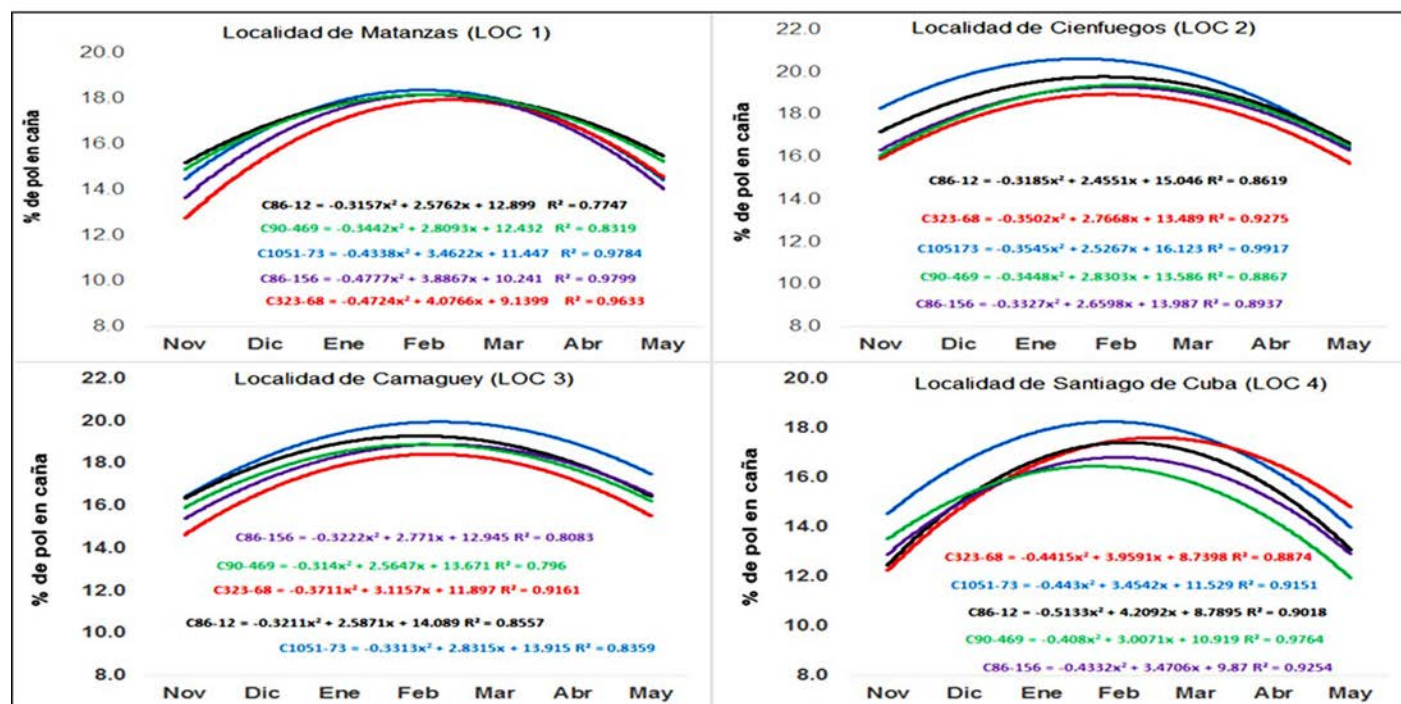 Localidad de Matanzas (LOC 1)
% de pol en caña
20.0
18.0
16.0
14.0
12.0
10.0
8.0
C86-12 = -0.3157x² + 2.5762x + 12.899 R² = 0.7747
C90-469 = -0.3442x² + 2.8093x + 12.432 R² = 0.8319
C1051-73 = -0.4338x² + 3.4622x + 11.447 R² = 0.9784
C86-156 = -0.4777x² + 3.8867x + 10.241 R² = 0.9799
C323-68 = -0.4724x² + 4.0766x + 9.1399 R² = 0.9633
Nov Dic Ene Feb Mar Abr May
Localidad de Cienfuegos (LOC 2)
% de pol en caña
22.0
20.0
18.0
16.0
14.0
12.0
10.0
8.0
C86-12 = -0.3185x² + 2.4551x + 15.046 R² = 0.8619
C323-68 = -0.3502x² + 2.7668x + 13.489 R² = 0.9275
C105173 = -0.3545x² + 2.5267x + 16.123 R² = 0.9917
C90-469 = -0.3448x² + 2.8303x + 13.586 R² = 0.8867
C86-156 = -0.3327x² + 2.6598x + 13.987 R² = 0.8937
Nov Dic Ene Feb Mar Abr May
Localidad de Camaguey (LOC 3)
% de pol en caña
22.0
20.0
18.0
16.0
14.0
12.0
10.0
8.0
C86-156 = -0.3222x² + 2.771x + 12.945 R² = 0.8083
C90-469 = -0.314x² + 2.5647x + 13.671 R² = 0.796
C323-68 = -0.3711x² + 3.1157x + 11.897 R² = 0.9161
C86-12 = -0.3211x² + 2.5871x + 14.089 R² = 0.8557
C1051-73 = -0.3313x² + 2.8315x + 13.915 R² = 0.8359
Nov Dic Ene Feb Mar Abr May
Localidad de Santiago de Cuba (LOC 4)
% de pol en caña
20.0
18.0
16.0
14.0
12.0
10.0
8.0
C323-68 = -0.4415x² + 3.9591x + 8.7398 R² = 0.8874
C1051-73 = -0.443x² + 3.4542x + 11.529 R² = 0.9151
C86-12 = -0.5133x² + 4.2092x + 8.7895 R² = 0.9018
C90-469 = -0.408x² + 3.0071x + 10.919 R² = 0.9764
C86-156 = -0.4332x² + 3.4706x + 9.87 R² = 0.9254
Nov Dic Ene Feb Mar Abr May